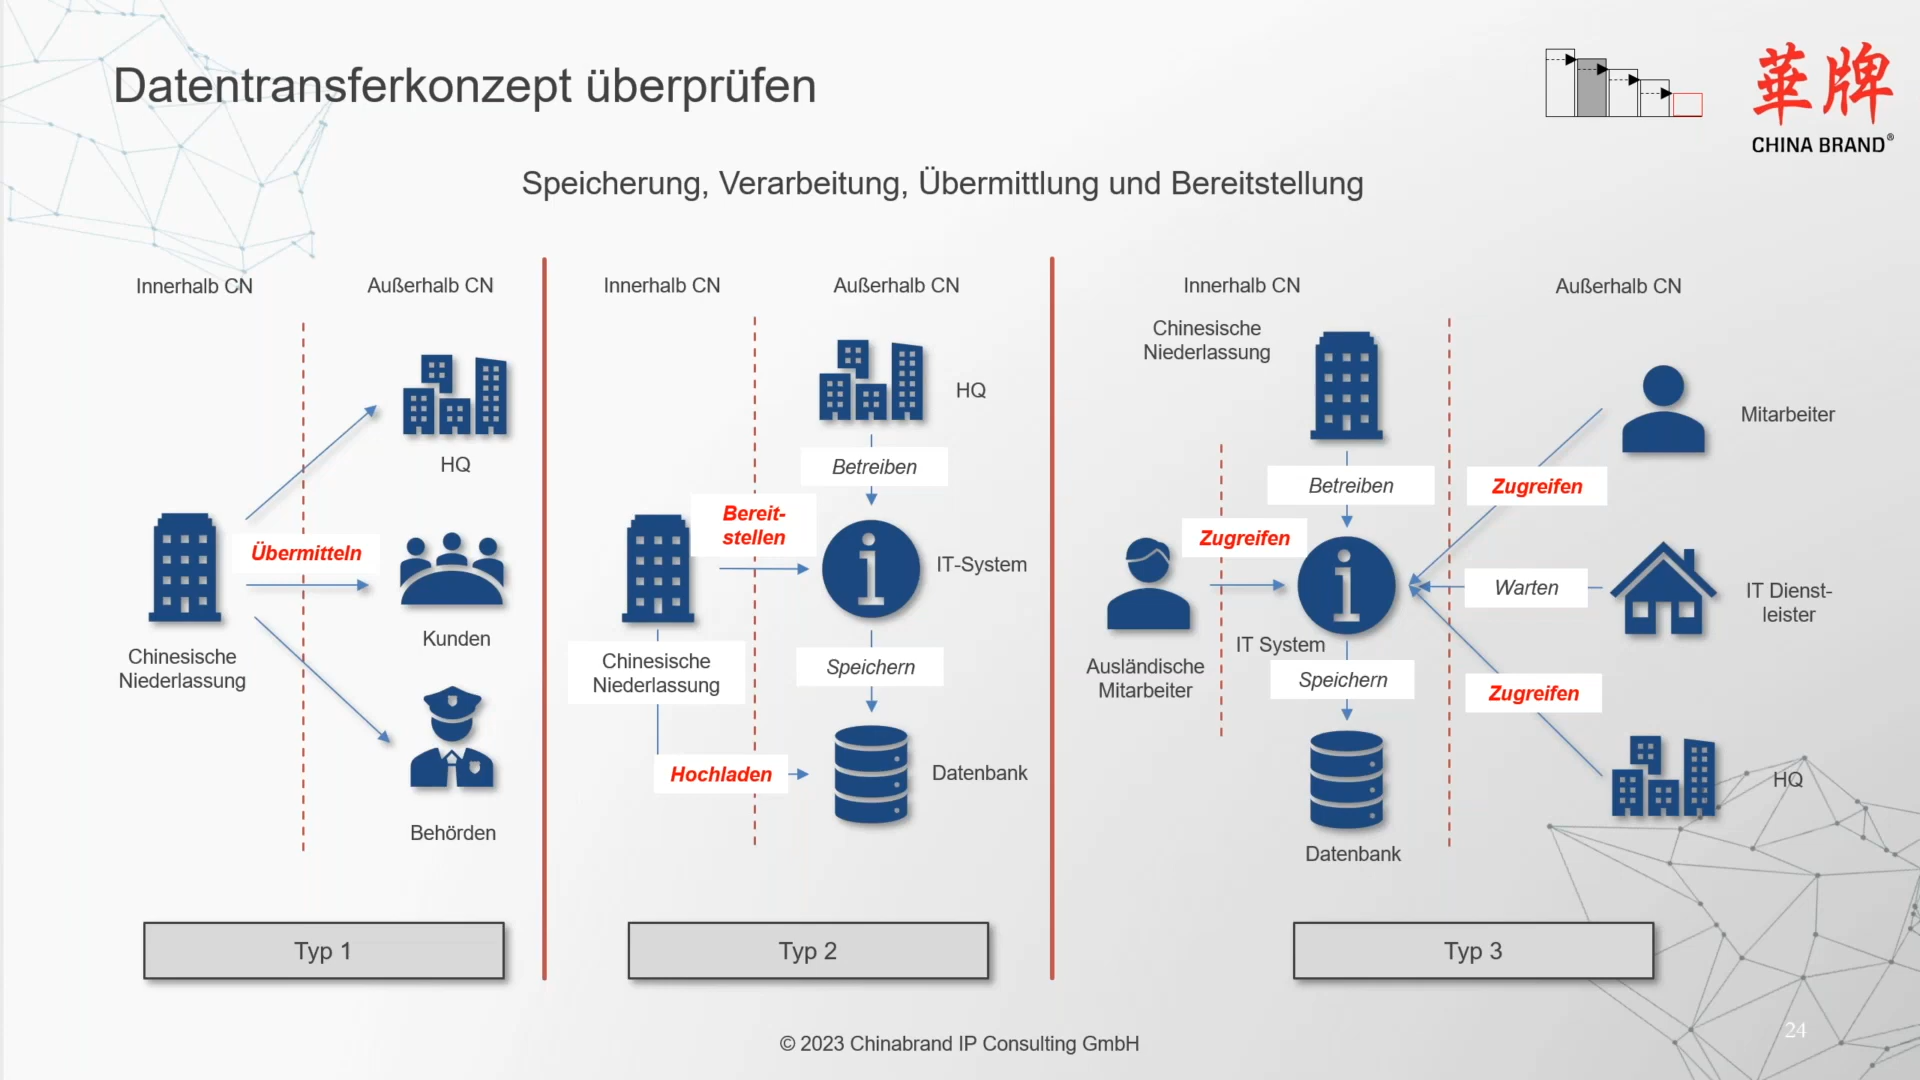 Datentransferkonzept überprüfen
華牌
CHINA BRAND®
Speicherung, Verarbeitung, Übermittlung und Bereitstellung
Innerhalb CN
Außerhalb CN
HQ
Übermitteln
Kunden
Chinesische
Niederlassung
Behörden
Typ 1
Innerhalb CN
Außerhalb CN
HQ
Betreiben
Bereit-
stellen
IT-System
Chinesische
Niederlassung
Speichern
Hochladen
Datenbank
Typ 2
Innerhalb CN
Außerhalb CN
Chinesische
Niederlassung
Mitarbeiter
Betreiben
Zugreifen
Zugreifen
Warten
IT Dienst-
leister
IT System
Ausländische
Mitarbeiter
Speichern
Zugreifen
HQ
Datenbank
Typ 3
24
© 2023 Chinabrand IP Consulting GmbH